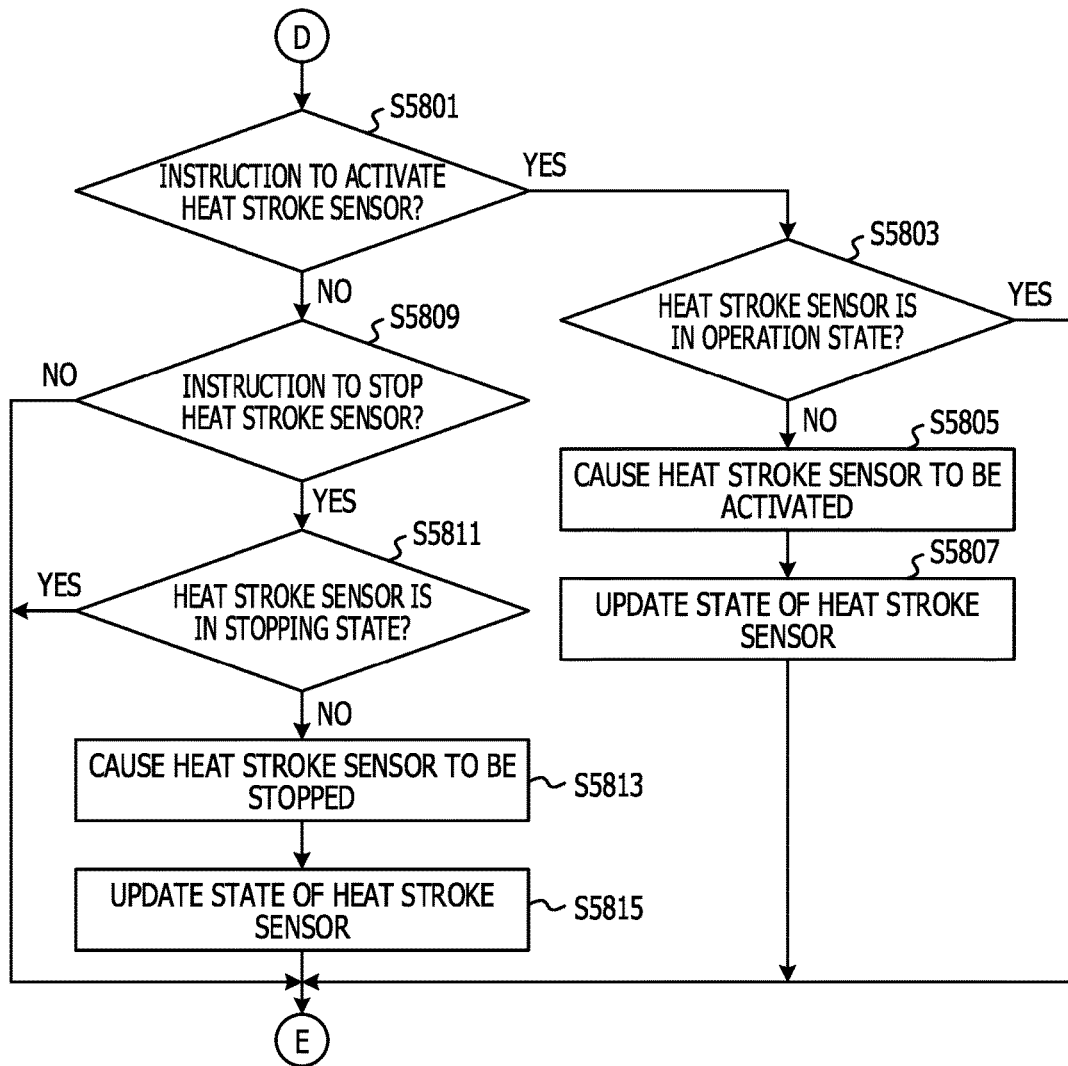 D
S5801
INSTRUCTION TO ACTIVATE
HEAT STROKE SENSOR?
YES
NO
S5803
HEAT STROKE SENSOR IS
IN OPERATION STATE?
YES
NO
S5805
CAUSE HEAT STROKE SENSOR TO BE
ACTIVATED
S5807
UPDATE STATE OF HEAT STROKE
SENSOR
S5809
INSTRUCTION TO STOP
HEAT STROKE SENSOR?
NO
YES
S5811
HEAT STROKE SENSOR IS
IN STOPPING STATE?
YES
NO
CAUSE HEAT STROKE SENSOR TO BE
STOPPED
S5813
UPDATE STATE OF HEAT STROKE
SENSOR
S5815
E